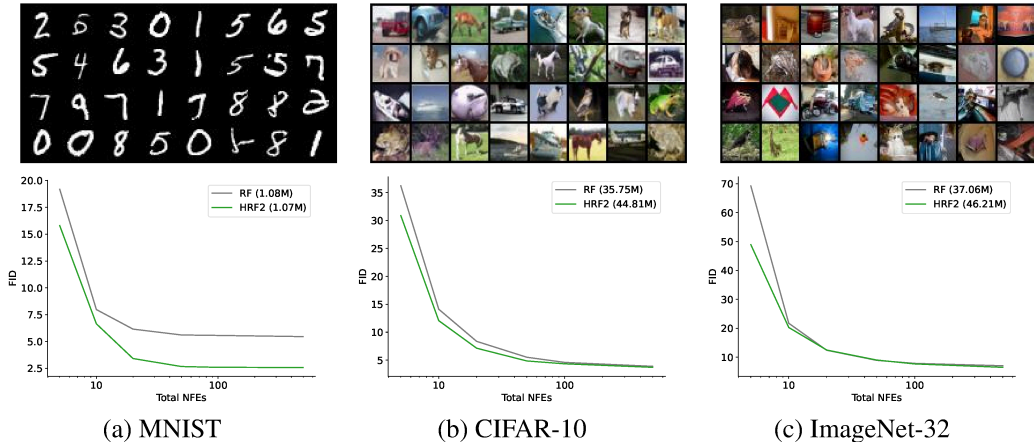 2 5 3 0 1 5 6 5
5 4 6 3 1 5 5 7
7 9 7 1 7 8 8 2
0 0 8 5 0 8 1
20.0
17.5
15.0
12.5
10.0
7.5
5.0
2.5
FID
10
100
Total NFEs
RF (1.08M)
HRF2 (1.07M)
(a) MNIST
35
30
25
20
15
10
5
FID
10
100
Total NFEs
RF (35.75M)
HRF2 (44.81M)
(b) CIFAR-10
70
60
50
40
30
20
10
FID
10
100
Total NFEs
RF (37.06M)
HRF2 (46.21M)
(c) ImageNet-32